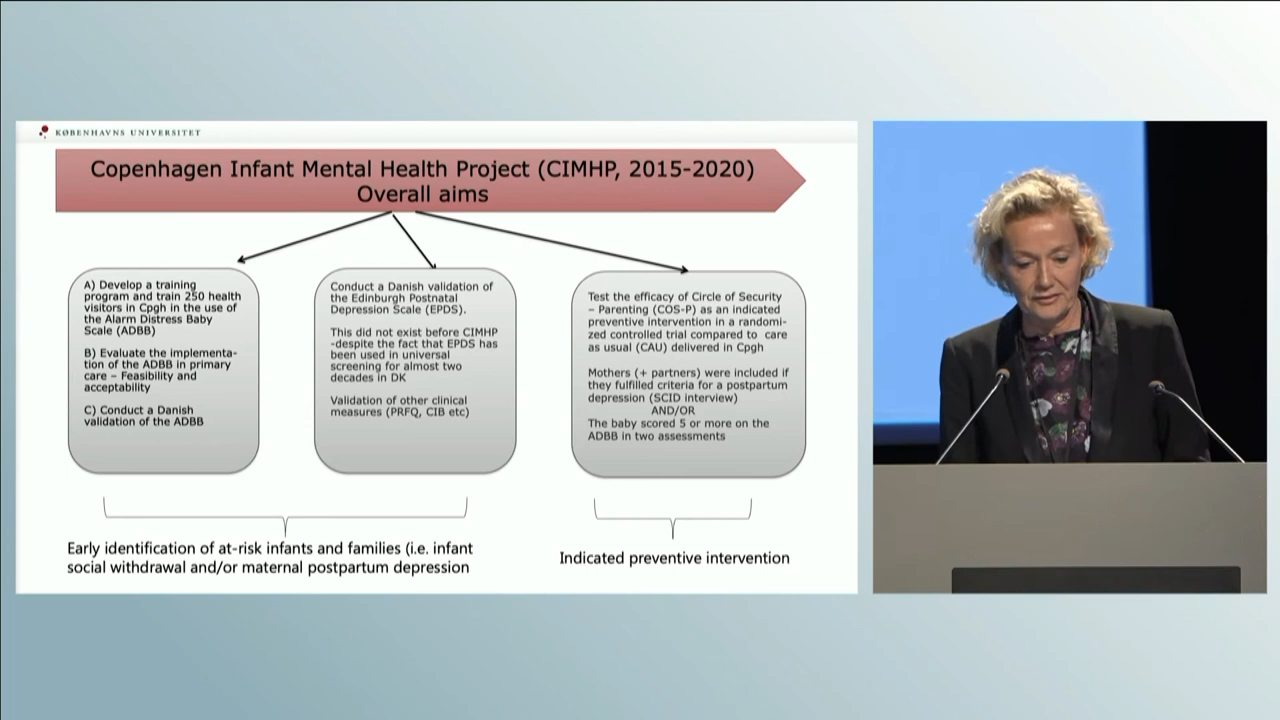 KØBENHAVNS UNIVERSITET
Copenhagen Infant Mental Health Project (CIMHP, 2015-2020)
Overall aims
A) Develop a training
program and train 250 health
visitors in Cpgh in the use of
the Alarm Distress Baby
Scale (ADBB)
B) Evaluate the implementa-
tion of the ADBB in primary
care – Feasibility and
acceptability
C) Conduct a Danish
validation of the ADBB
Conduct a Danish validation of
the Edinburgh Postnatal
Depression Scale (EPDS).
This did not exist before CIMHP
-despite the fact that EPDS has
been used in universal
screening for almost two
decades in DK
Validation of other clinical
measures (PRFQ, CIB etc)
Test the efficacy of Circle of Security
– Parenting (COS-P) as an indicated
preventive intervention in a randomi-
zed controlled trial compared to care
as usual (CAU) delivered in Cpgh
Mothers (+ partners) were included if
they fulfilled criteria for a postpartum
depression (SCID interview)
AND/OR
The baby scored 5 or more on the
ADBB in two assessments
Early identification of at-risk infants and families (i.e. infant
social withdrawal and/or maternal postpartum depression
Indicated preventive intervention